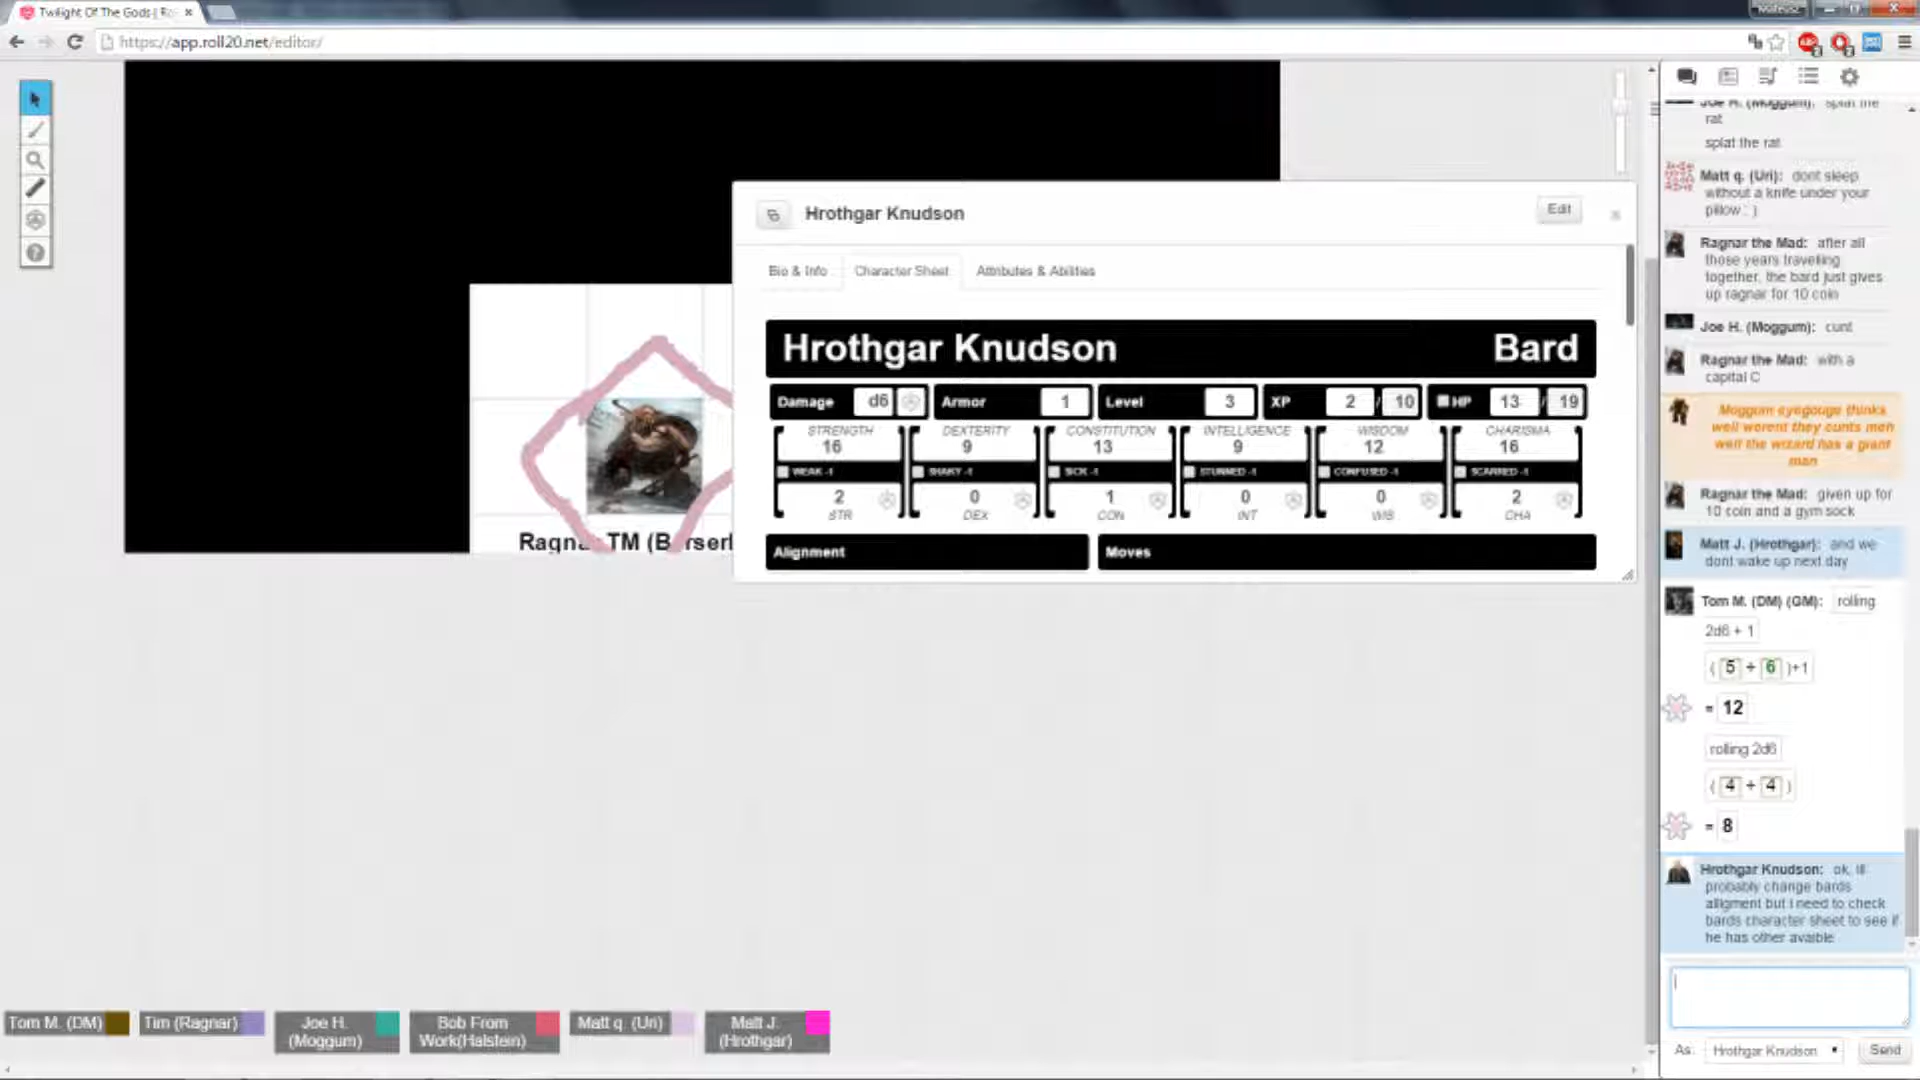 Twilight Of The Gods | Ro
Mateusz
https://app.roll20.net/editor/
Hrothgar Knudson
Edit
Bio & Info
Character Sheet
Attributes & Abilities
Hrothgar Knudson
Bard
Damage d6
Armor 1
Level 3
XP 2 / 10
HP 13 / 19
STRENGTH
16
WEAK -1
2
STR
DEXTERITY
9
SHAKY -1
0
DEX
CONSTITUTION
13
SICK -1
1
CON
INTELLIGENCE
9
STUNNED -1
0
INT
WISDOM
12
CONFUSED -1
0
WIS
CHARISMA
16
SCARRED -1
2
CHA
Alignment
Moves
Ragnar TM (Berserl
Joe H. (Moggum): splat the
rat
splat the rat
Matt q. (Uri): dont sleep
without a knife under your
pillow : )
Ragnar the Mad: after all
those years travelling
together, the bard just gives
up ragnar for 10 coin
Joe H. (Moggum): cunt
Ragnar the Mad: with a
capital C
Moggum eyegouge thinks
well werent they cunts meh
well the wizard has a giant
man
Ragnar the Mad: given up for
10 coin and a gym sock
Matt J. (Hrothgar): and we
dont wake up next day
Tom M. (DM) (GM): rolling
2d6 + 1
( 5 + 6 )+1
= 12
rolling 2d6
( 4 + 4 )
= 8
Hrothgar Knudson: ok, ill
probably change bards
alligment but i need to check
bards character sheet to see if
he has other avaible
As: Hrothgar Knudson
Send
Tom M. (DM)
Tim (Ragnar)
Joe H.
(Moggum)
Bob From
Work(Halstein)
Matt q. (Uri)
Matt J.
(Hrothgar)